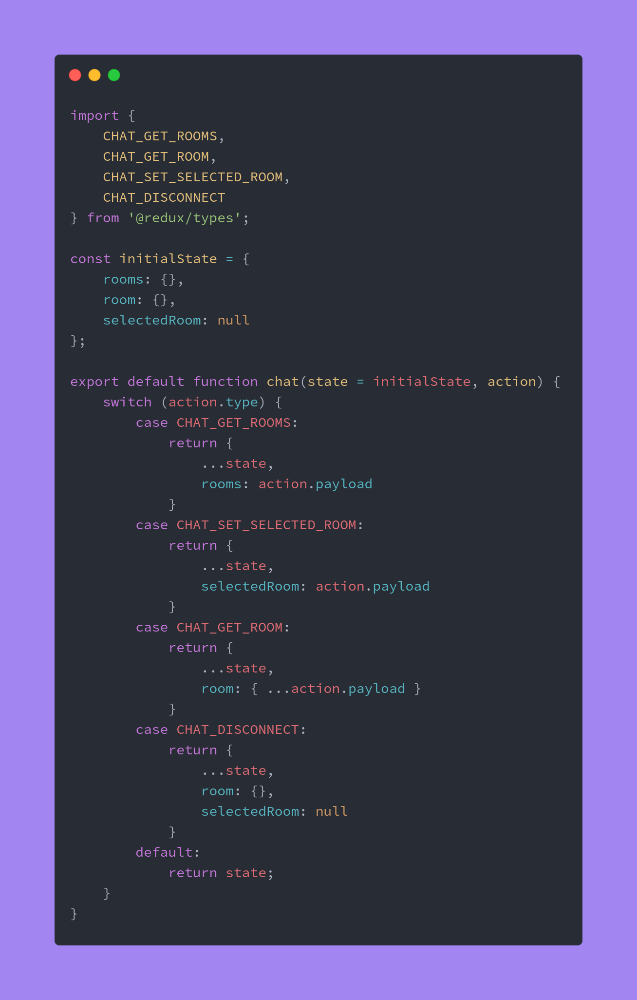 import {
    CHAT_GET_ROOMS,
    CHAT_GET_ROOM,
    CHAT_SET_SELECTED_ROOM,
    CHAT_DISCONNECT
} from '@redux/types';

const initialState = {
    rooms: {},
    room: {},
    selectedRoom: null
};

export default function chat(state = initialState, action) {
    switch (action.type) {
        case CHAT_GET_ROOMS:
            return {
                ...state,
                rooms: action.payload
            }
        case CHAT_SET_SELECTED_ROOM:
            return {
                ...state,
                selectedRoom: action.payload
            }
        case CHAT_GET_ROOM:
            return {
                ...state,
                room: { ...action.payload }
            }
        case CHAT_DISCONNECT:
            return {
                ...state,
                room: {},
                selectedRoom: null
            }
        default:
            return state;
    }
}